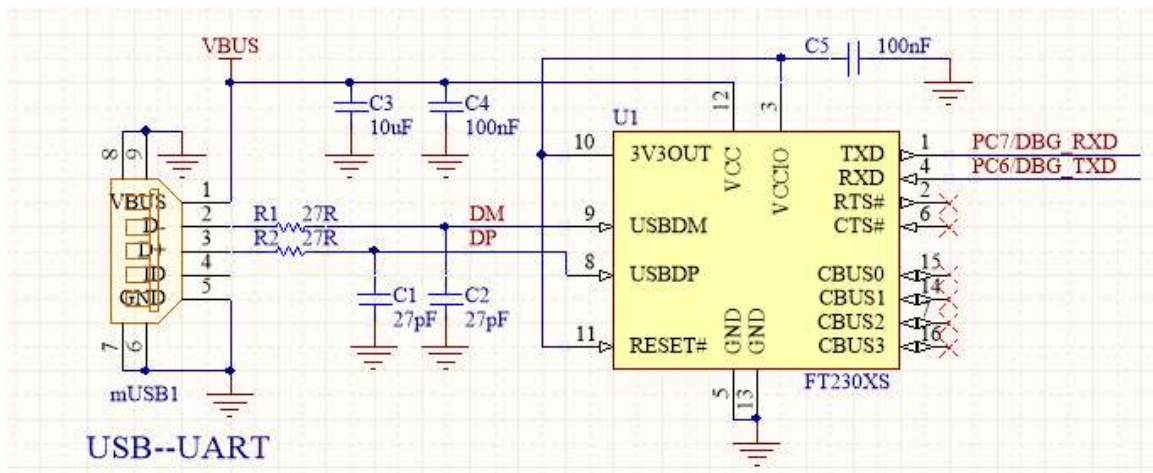 VBUS
C5 100nF
C3
10uF
C4
100nF
U1
12
3
8
9
10
3V3OUT
VCC
VCCIO
TXD
1
PC7/DBG_RXD
RXD
4
PC6/DBG_TXD
RTS#
2
CTS#
6
VBUS
1
D-
2
R1 27R
DM
9
USBDM
D+
3
R2 27R
DP
8
USBDP
ID
4
GND
5
C1
27pF
C2
27pF
CBUS0
15
CBUS1
14
CBUS2
7
CBUS3
16
11
RESET#
GND
GND
7
6
5
13
FT230XS
mUSB1
USB--UART